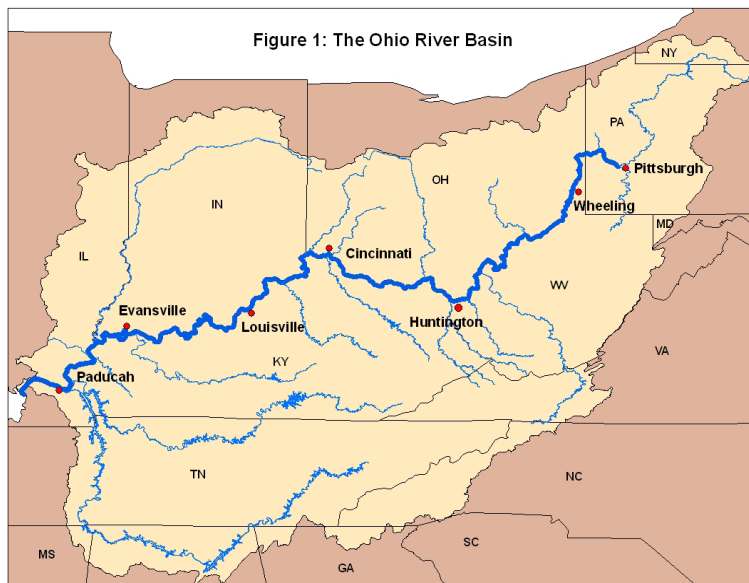 Figure 1: The Ohio River Basin
NY
PA
Pittsburgh
OH
Wheeling
IN
MD
Cincinnati
IL
WV
Evansville
Huntington
Louisville
VA
KY
Paducah
TN
NC
SC
MS
GA